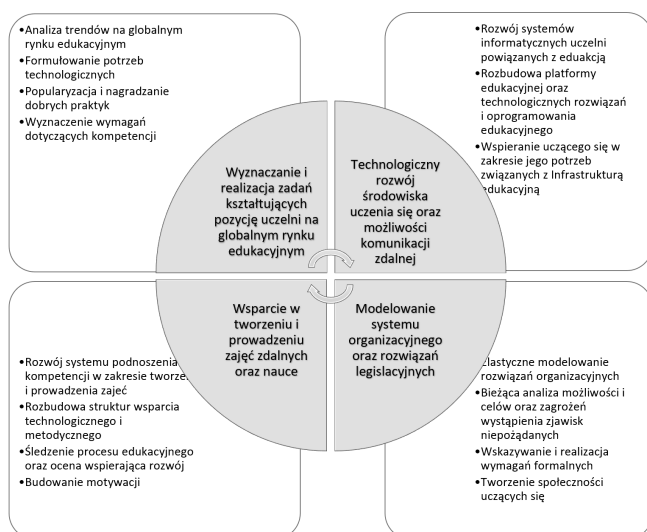 •Analiza trendów na globalnym
rynku edukacyjnym
•Formułowanie potrzeb
technologicznych
•Popularyzacja i nagradzanie
dobrych praktyk
•Wyznaczenie wymagań
dotyczących kompetencji
•Rozwój systemów
informatycznych uczelni
powiązanych z eduakcją
•Rozbudowa platformy
edukacyjnej oraz
technologicznych rozwiązań
i oprogramowania
edukacyjnego
•Wspieranie uczącego się w
zakresie jego potrzeb
związanych z Infrastrukturą
edukacyjną
Wyznaczanie i
realizacja zadań
kształtujących
pozycję uczelni na
globalnym rynku
edukacyjnym
Technologiczny
rozwój
środowiska
uczenia się oraz
możliwości
komunikacji
zdalnej
Wsparcie w
tworzeniu i
prowadzeniu
zajęć zdalnych
oraz nauce
Modelowanie
systemu
organizacyjnego
oraz rozwiązań
legislacyjnych
•Rozwój systemu podnoszenia
kompetencji w zakresie tworze
i prowadzenia zajeć
•Rozbudowa struktur wsparcia
technologicznego i
metodycznego
•Śledzenie procesu edukacyjnego
oraz ocena wspierająca rozwój
•Budowanie motywacji
Elastyczne modelowanie
rozwiązań organizacyjnych
•Bieżąca analiza możliwości i
celów oraz zagrożeń
wystąpienia zjawisk
niepożądanych
•Wskazywanie i realizacja
wymagań formalnych
•Tworzenie społeczności
uczących się